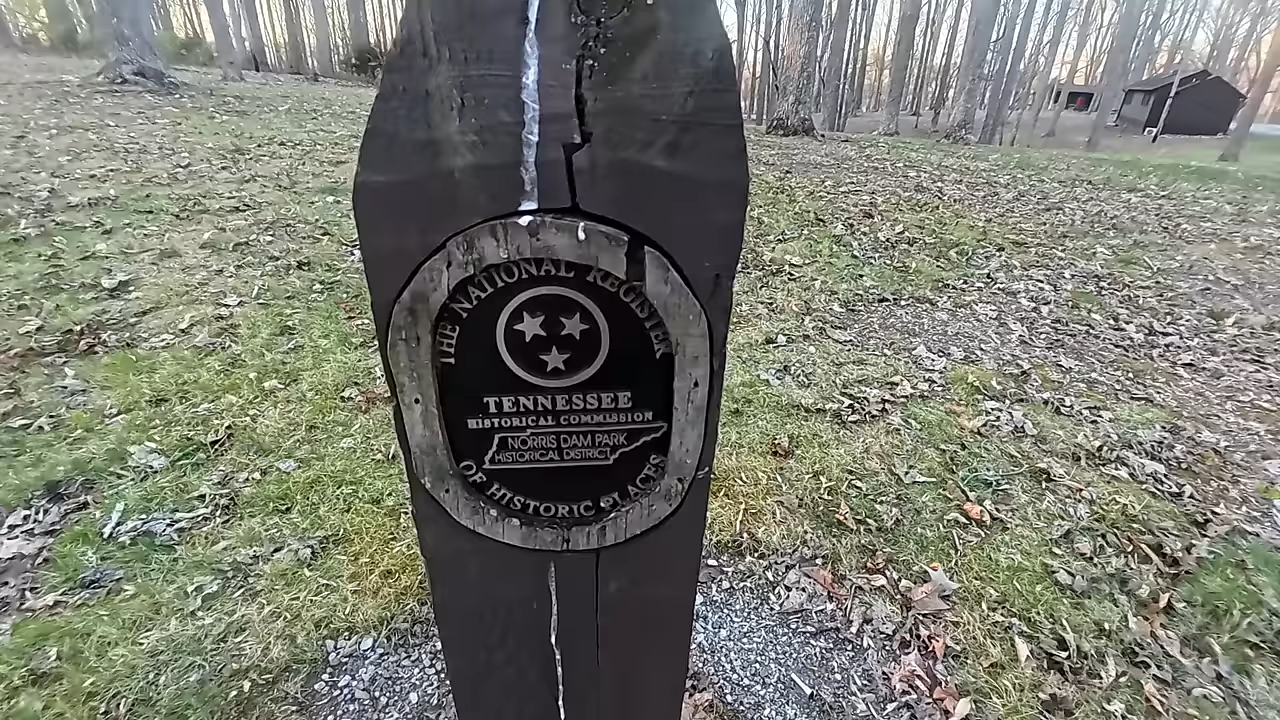 THE NATIONAL REGISTER
TENNESSEE
HISTORICAL COMMISSION
NORRIS DAM PARK
HISTORICAL DISTRICT
OF HISTORIC PLACES